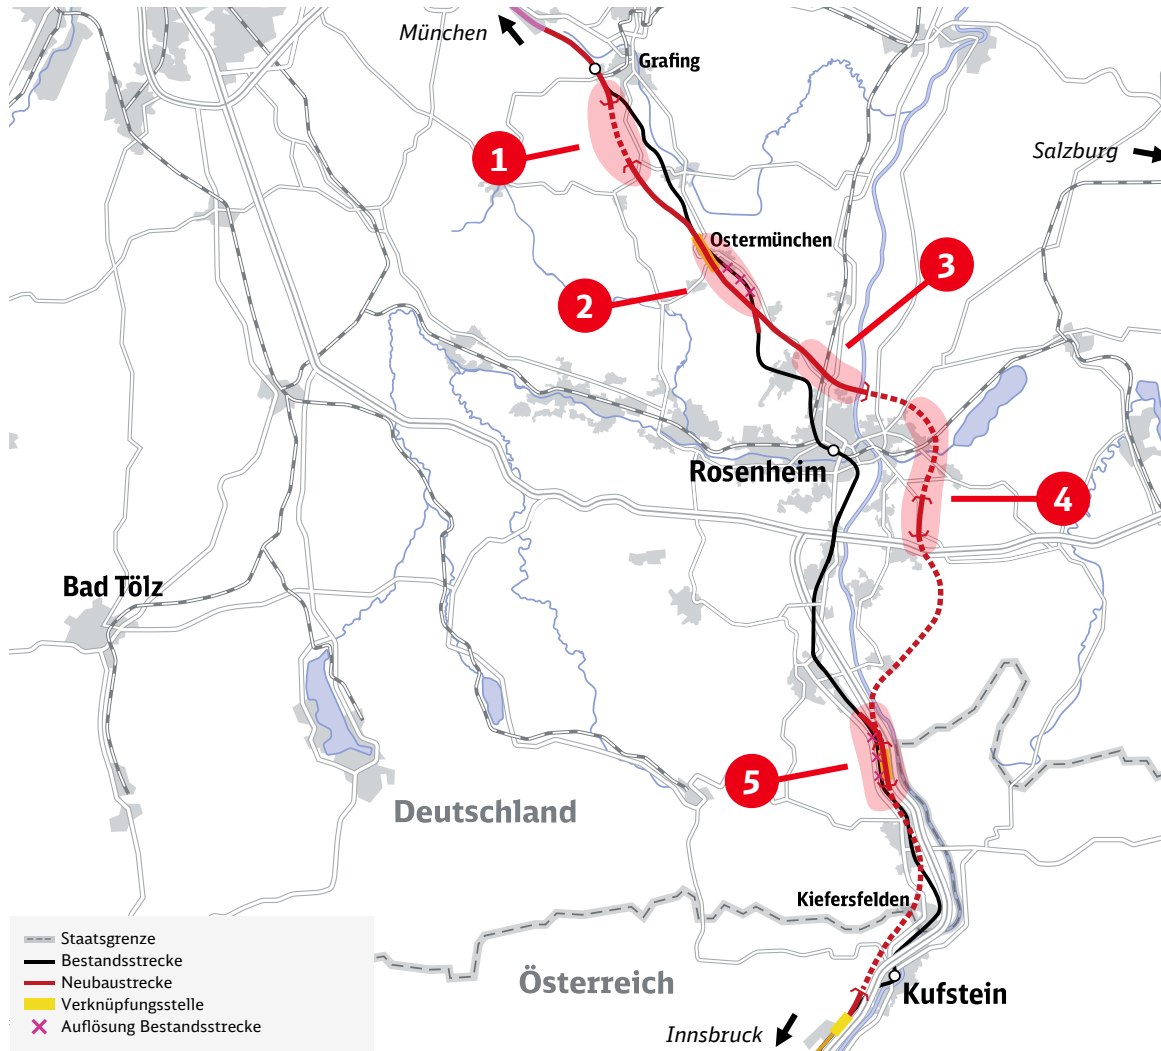 München
Grafing
1
Salzburg
Ostermünchen
3
2
Rosenheim
4
Bad Tölz
5
Deutschland
Kiefersfelden
Staatsgrenze
Bestandsstrecke
Neubaustrecke
Verknüpfungsstelle
Auflösung Bestandsstrecke
Österreich
Kufstein
Innsbruck